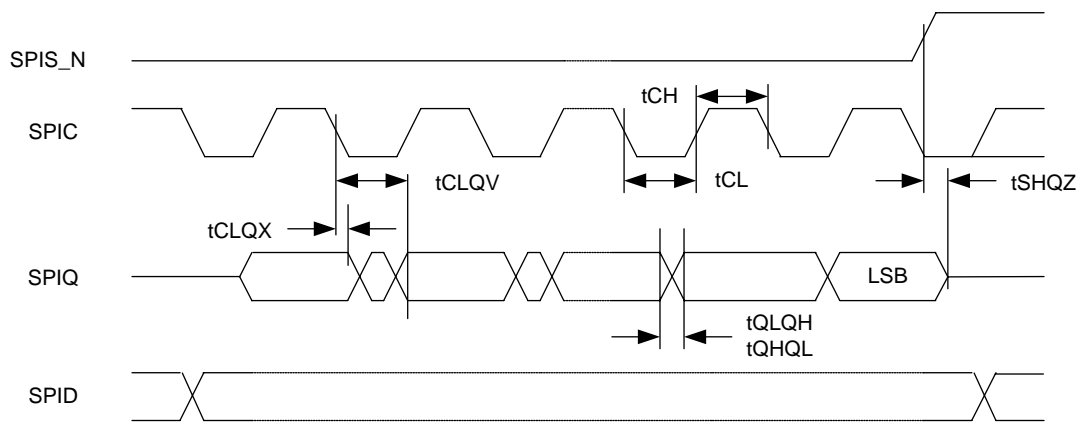 SPIS_N
tCH
SPIC
tCLQV
tCL
tSHQZ
tCLQX
SPIQ
LSB
tQLQH
tQHQL
SPID